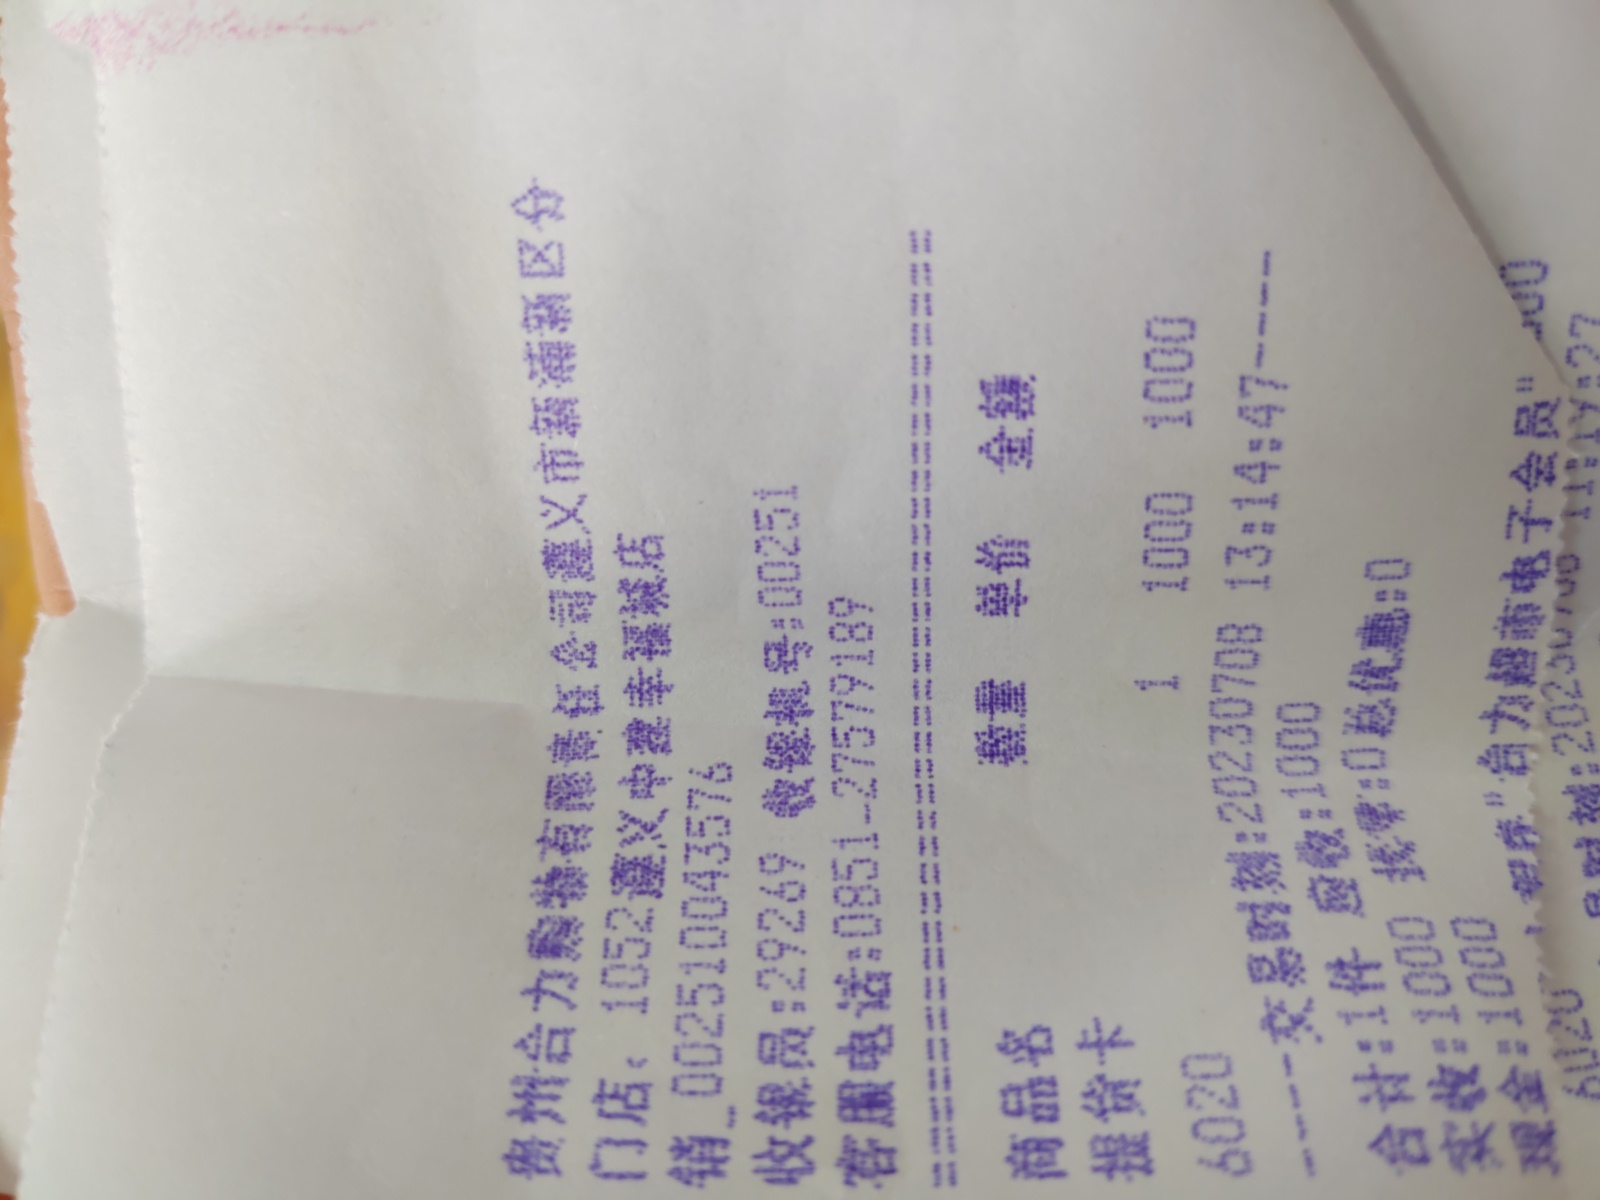 贵州合力购物有限责任公司遵义市新蒲新区分
门店: 1052遵义中建幸福城店
销_002510043576
收银员:29269 收银机号:00251
客服电话:0851-27579189
==================================
商品名 数量 单价 金额
提货卡
6020 1 1000 1000
-----交易时林:20230708 13:14:47-----
合计:1件 应收:1000
实收:1000 找零:0总优惠:0
现金:1000
"合力超市电子会员"
6020